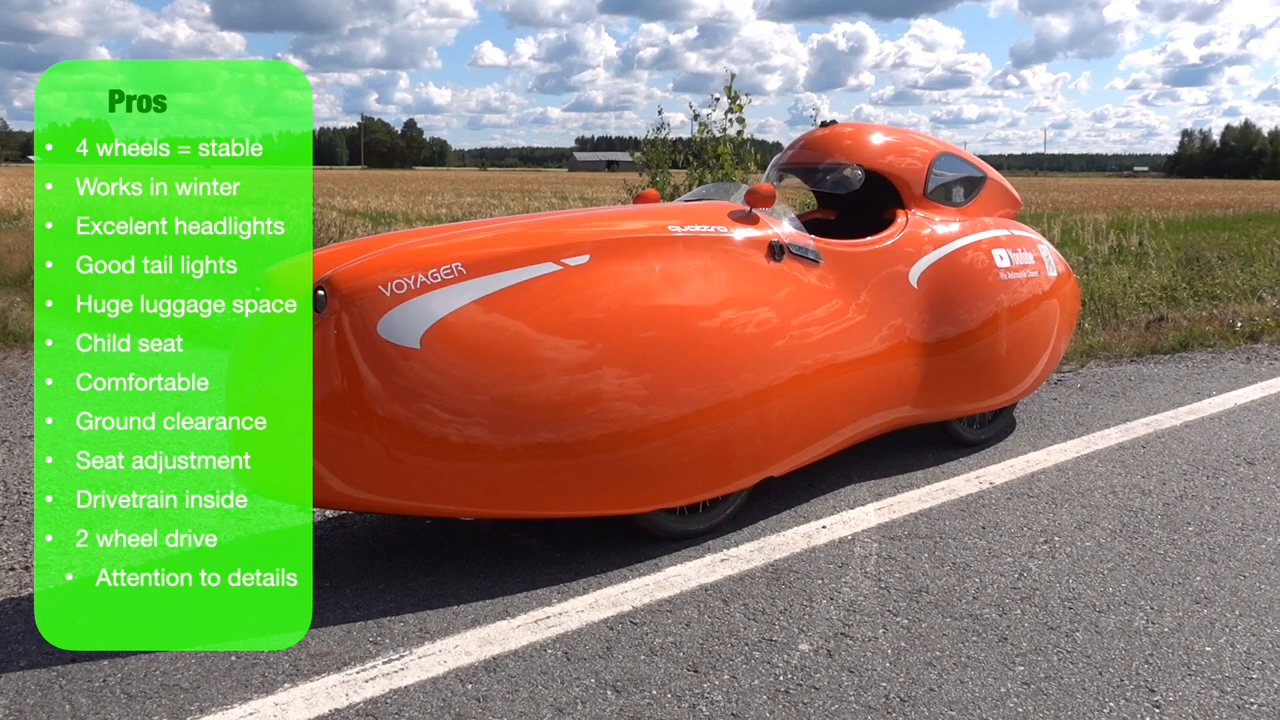 Pros
• 4 wheels = stable
• Works in winter
• Excelent headlights
• Good tail lights
• Huge luggage space
• Child seat
• Comfortable
• Ground clearance
• Seat adjustment
• Drivetrain inside
• 2 wheel drive
• Attention to details
VOYAGER
quattro
YouTube